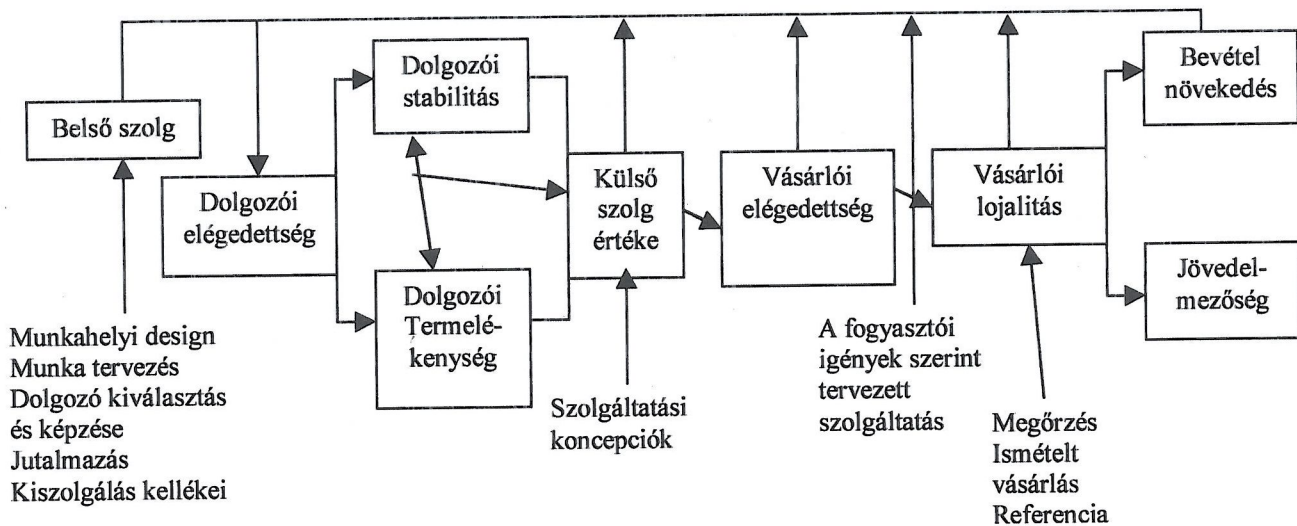 Belső szolg
Dolgozói
elégedettség
Dolgozói
stabilitás
Dolgozói
Termelé-
kenység
Külső
szolg
értéke
Vásárlói
elégedettség
Vásárlói
lojalitás
Bevétel
növekedés
Jövedel-
mezőség
Munkahelyi design
Munka tervezés
Dolgozó kiválasztás
és képzése
Jutalmazás
Kiszolgálás kellékei
Szolgáltatási
koncepciók
A fogyasztói
igények szerint
tervezett
szolgáltatás
Megőrzés
Ismételt
vásárlás
Referencia